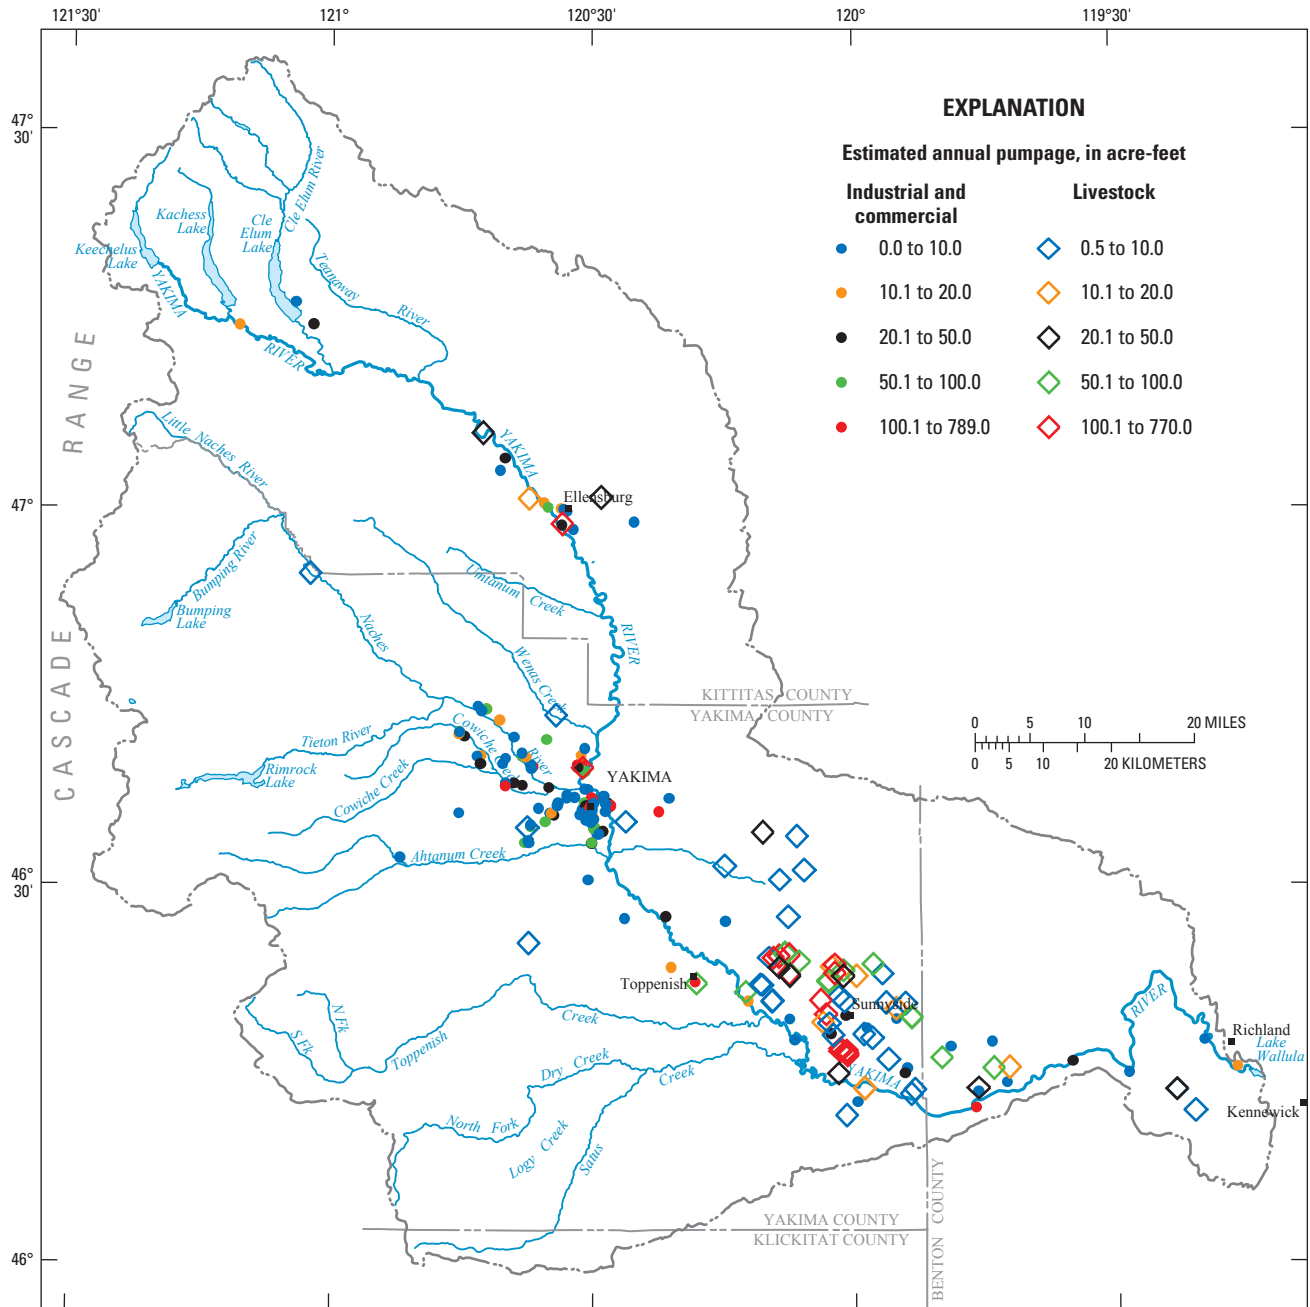 121°30'
121°
120°30'
120°
119°30'
47°
30'
47°
46°
30'
46°
EXPLANATION
Estimated annual pumpage, in acre-feet
Industrial and
commercial
Livestock
0.0 to 10.0
0.5 to 10.0
10.1 to 20.0
10.1 to 20.0
20.1 to 50.0
20.1 to 50.0
50.1 to 100.0
50.1 to 100.0
100.1 to 789.0
100.1 to 770.0
Kachess
Lake
Cle
Elum
Lake
Cle Elum River
Keechelus
Lake
YAKIMA
RIVER
Teanaway
River
CASCADE RANGE
Little Naches River
YAKIMA
Ellensburg
Bumping River
Bumping
Lake
Umtanum Creek
Naches
RIVER
Wenas Creek
KITTITAS COUNTY
YAKIMA COUNTY
0 5 10 20 MILES
0 5 10 20 KILOMETERS
Tieton River
Cowiche Creek
River
Rimrock
Lake
Cowiche Creek
YAKIMA
Ahtanum Creek
Toppenish
Sunnyside
N Fk
S Fk
Toppenish
Creek
Dry Creek
Creek
YAKIMA
RIVER
Richland
Lake
Wallula
Kennewick
North Fork
Logy Creek
Satus
YAKIMA COUNTY
KLICKITAT COUNTY
BENTON COUNTY